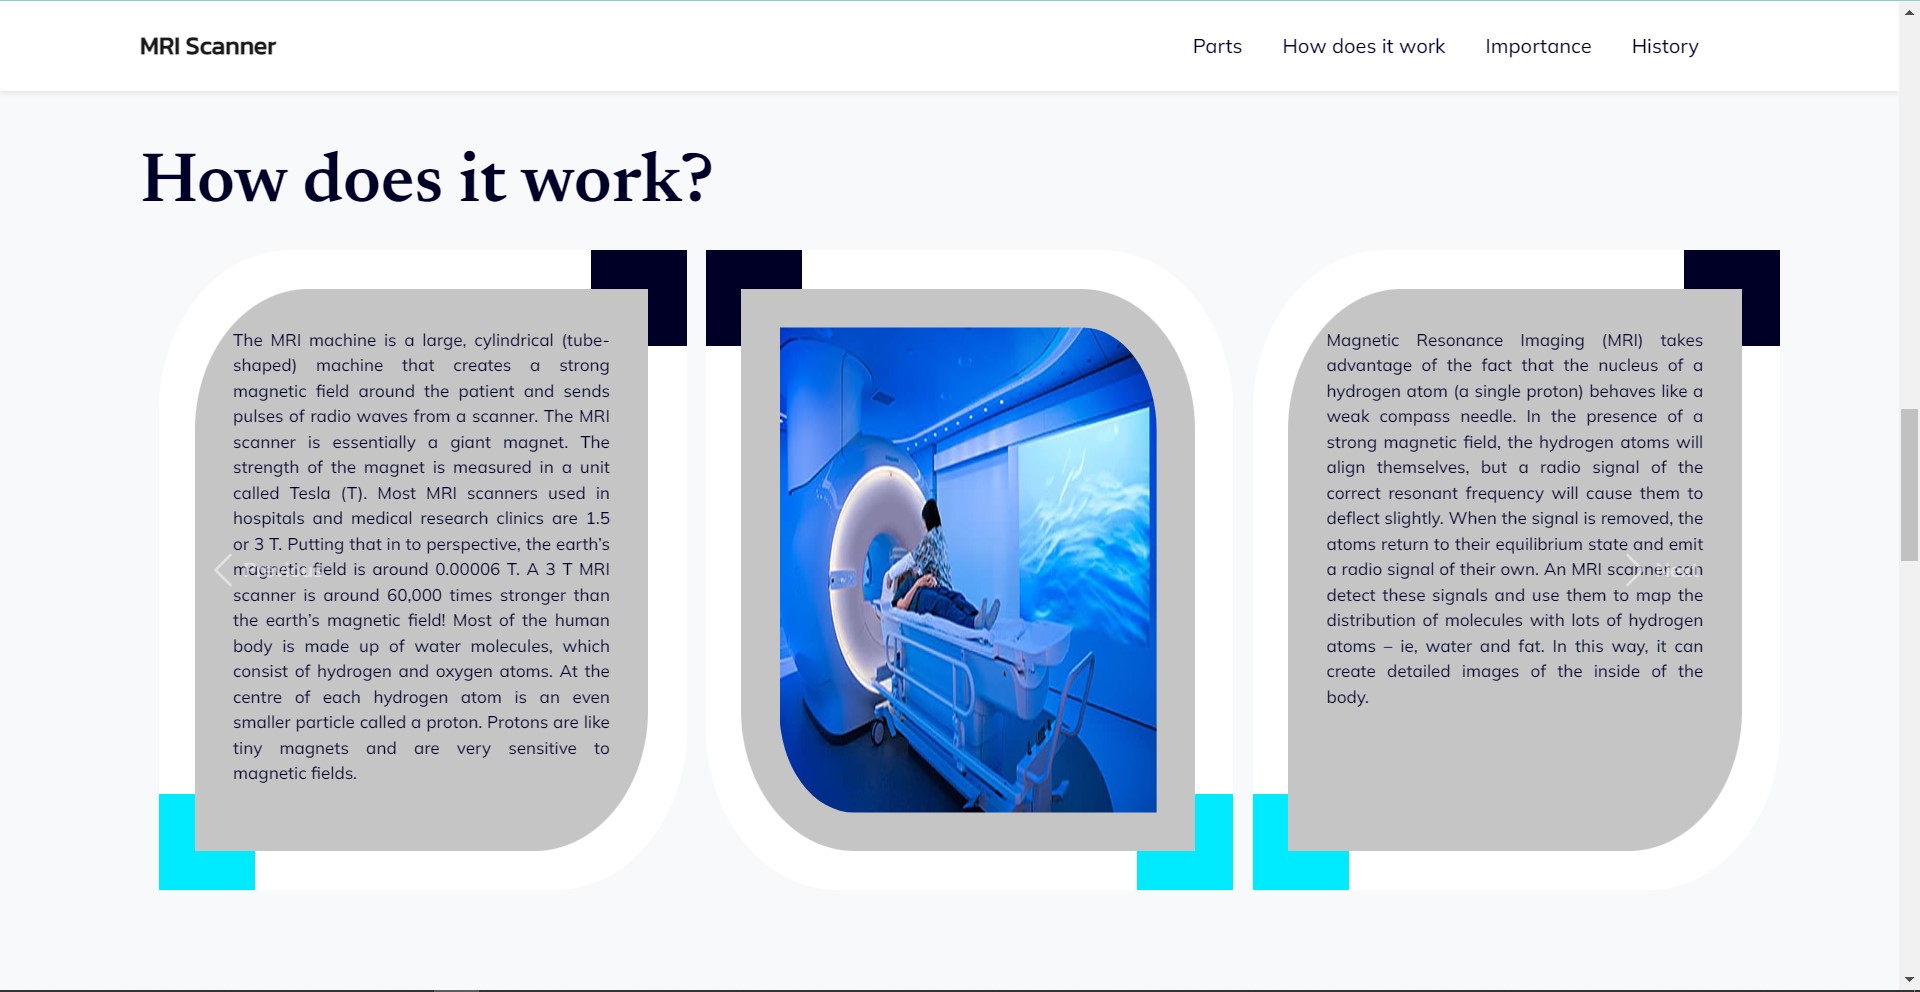 MRI Scanner
Parts
How does it work
Importance
History
How does it work?
The MRI machine is a large, cylindrical (tube-
shaped) machine that creates a strong
magnetic field around the patient and sends
pulses of radio waves from a scanner. The MRI
scanner is essentially a giant magnet. The
strength of the magnet is measured in a unit
called Tesla (T). Most MRI scanners used in
hospitals and medical research clinics are 1.5
or 3 T. Putting that in to perspective, the earth’s
magnetic field is around 0.00006 T. A 3 T MRI
scanner is around 60,000 times stronger than
the earth’s magnetic field! Most of the human
body is made up of water molecules, which
consist of hydrogen and oxygen atoms. At the
centre of each hydrogen atom is an even
smaller particle called a proton. Protons are like
tiny magnets and are very sensitive to
magnetic fields.
Previous
Magnetic Resonance Imaging (MRI) takes
advantage of the fact that the nucleus of a
hydrogen atom (a single proton) behaves like a
weak compass needle. In the presence of a
strong magnetic field, the hydrogen atoms will
align themselves, but a radio signal of the
correct resonant frequency will cause them to
deflect slightly. When the signal is removed, the
atoms return to their equilibrium state and emit
a radio signal of their own. An MRI scanner can
detect these signals and use them to map the
distribution of molecules with lots of hydrogen
atoms – ie, water and fat. In this way, it can
create detailed images of the inside of the
body.
Next